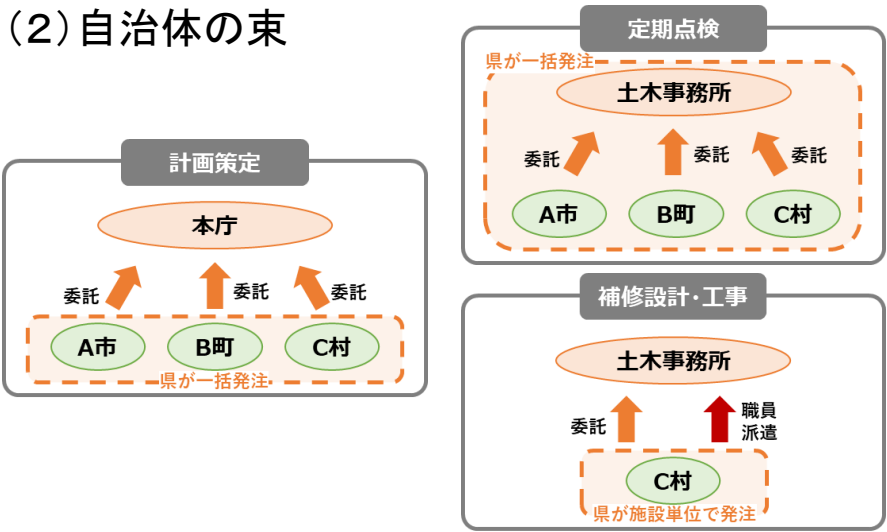 （２）自治体の束
計画策定
本庁
委託
委託
委託
A市
B町
C村
県が一括発注
定期点検
県が一括発注
土木事務所
委託
委託
委託
A市
B町
C村
補修設計・工事
土木事務所
委託
職員
派遣
C村
県が施設単位で発注